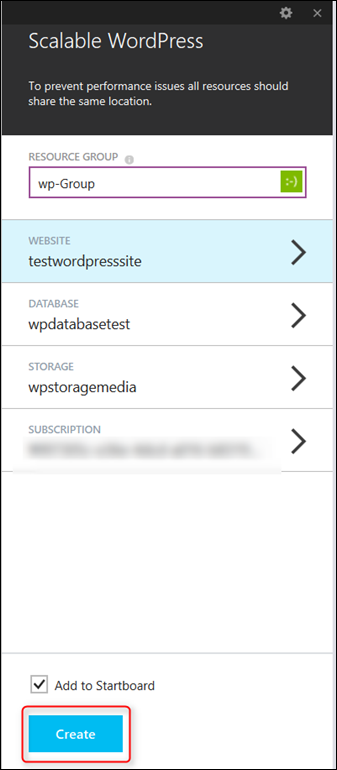 Scalable WordPress
To prevent performance issues all resources should
share the same location.
RESOURCE GROUP
wp-Group
:-)
WEBSITE
testwordpresssite
DATABASE
wpdatabasetest
STORAGE
wpstoragemedia
SUBSCRIPTION
Add to Startboard
Create